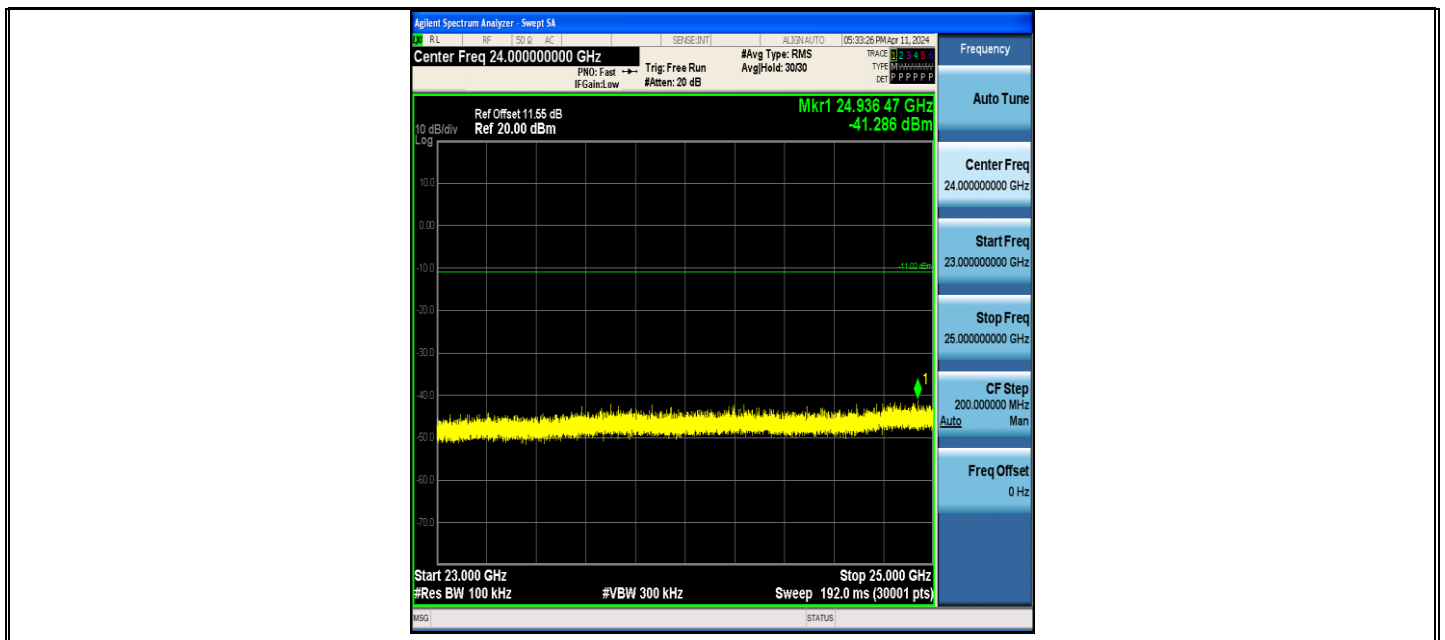 Agilent Spectrum Analyzer - Swept SA
RL RF 50 Ω AC SENSE:INT ALIGN AUTO 05:33:26 PM Apr 11, 2024
Center Freq 24.000000000 GHz
PNO: Fast
IFGain:Low
Trig: Free Run
#Atten: 20 dB
#Avg Type: RMS
Avg|Hold: 30/30
TRACE 1 2 3 4 5 6
TYPE
DET P P P P P P
Mkr1 24.936 47 GHz
-41.286 dBm
Ref Offset 11.55 dB
10 dB/div Ref 20.00 dBm
Log
10.0
0.00
-10.0
-11.02 dBm
-20.0
-30.0
1
-40.0
-50.0
-60.0
-70.0
Start 23.000 GHz Stop 25.000 GHz
#Res BW 100 kHz #VBW 300 kHz Sweep 192.0 ms (30001 pts)
MSG STATUS
Frequency
Auto Tune
Center Freq
24.000000000 GHz
Start Freq
23.000000000 GHz
Stop Freq
25.000000000 GHz
CF Step
200.000000 MHz
Auto Man
Freq Offset
0 Hz